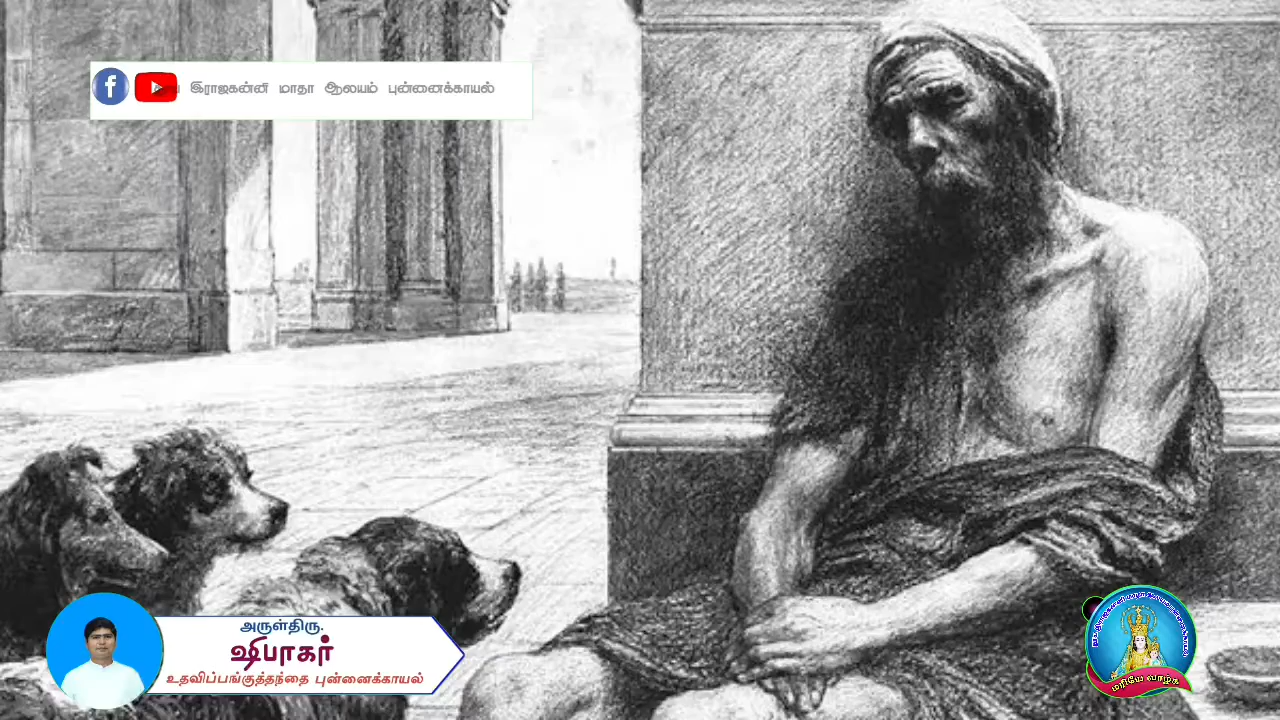 இராஜகன்னி மாதா ஆலயம் புன்னைக்காயல்
அருள்திரு.
ஷிபாகர்
உதவிப்பங்குத்தந்தை புன்னைக்காயல்
மரியே வாழ்க